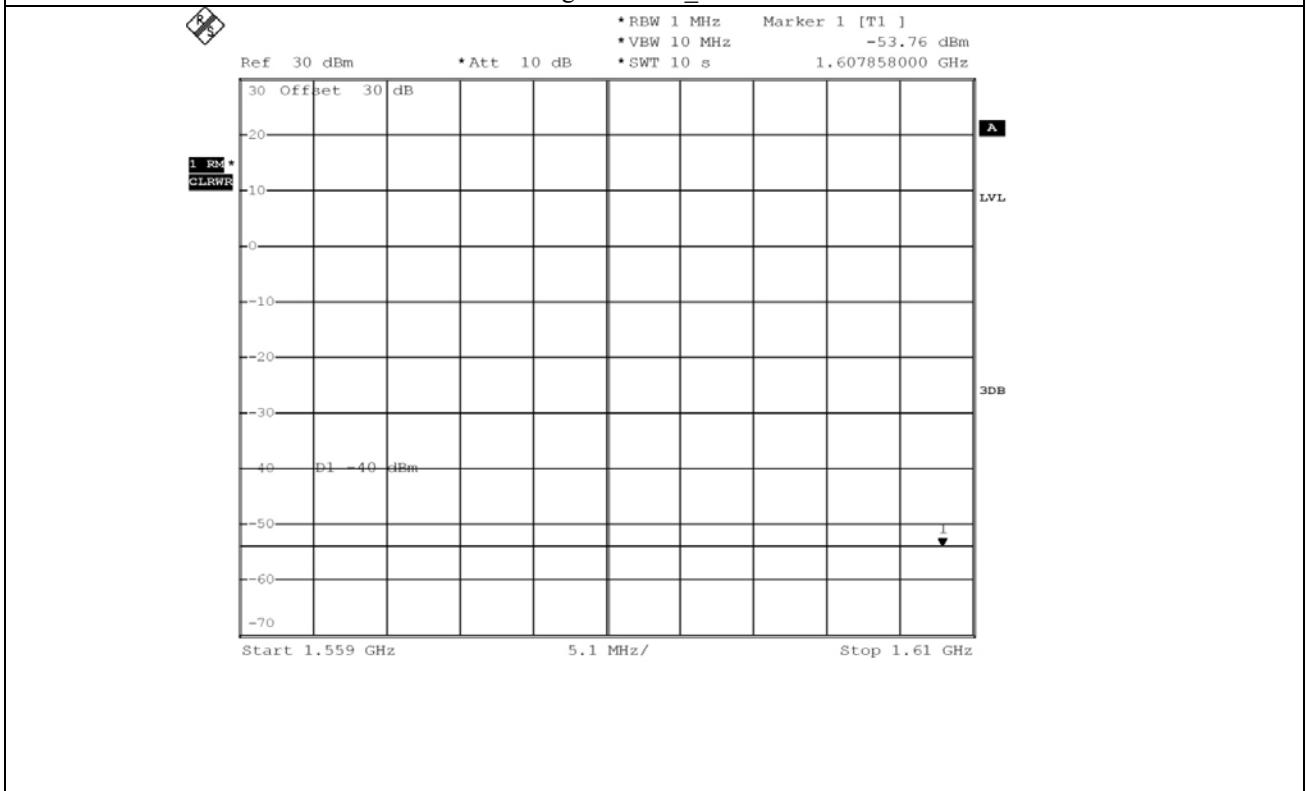 R S
*RBW 1 MHz Marker 1 [T1 ]
*VBW 10 MHz -53.76 dBm
Ref 30 dBm *Att 10 dB *SWT 10 s 1.607858000 GHz
30 Offset 30 dB
A
20
1 RM *
CLRWR
10
LVL
0
-10
-20
3DB
-30
-40 D1 -40 dBm
-50
1
-60
-70
Start 1.559 GHz 5.1 MHz/ Stop 1.61 GHz